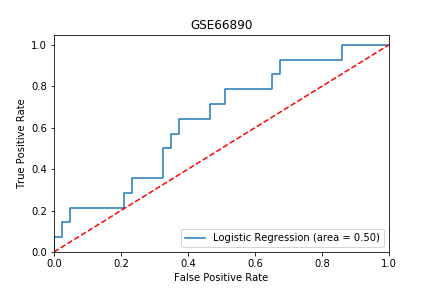 GSE66890
True Positive Rate
1.0
0.8
0.6
0.4
0.2
0.0
Logistic Regression (area = 0.50)
0.0 0.2 0.4 0.6 0.8 1.0
False Positive Rate